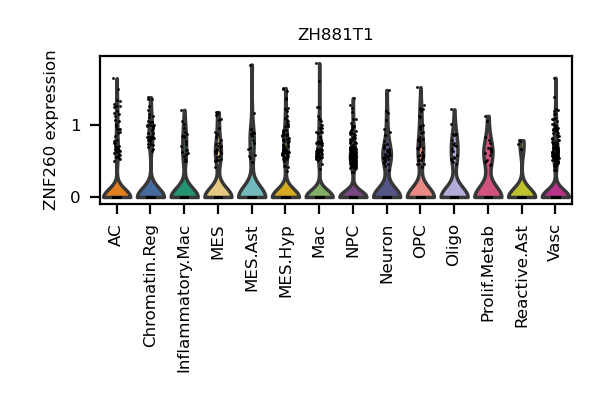 ZH881T1
ZNF260 expression
1
0
AC
Chromatin.Reg
Inflammatory.Mac
MES
MES.Ast
MES.Hyp
Mac
NPC
Neuron
OPC
Oligo
Prolif.Metab
Reactive.Ast
Vasc